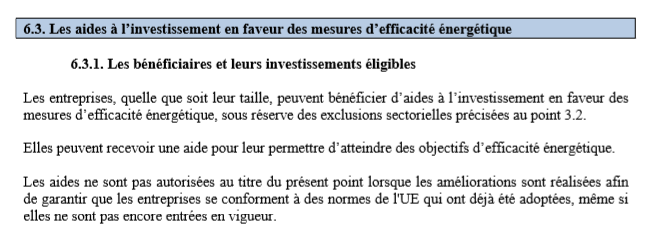 6.3. Les aides à l’investissement en faveur des mesures d’efficacité énergétique
6.3.1. Les bénéficiaires et leurs investissements éligibles
Les entreprises, quelle que soit leur taille, peuvent bénéficier d’aides à l’investissement en faveur des
mesures d’efficacité énergétique, sous réserve des exclusions sectorielles précisées au point 3.2.
Elles peuvent recevoir une aide pour leur permettre d’atteindre des objectifs d’efficacité énergétique.
Les aides ne sont pas autorisées au titre du présent point lorsque les améliorations sont réalisées afin
de garantir que les entreprises se conforment à des normes de l'UE qui ont déjà été adoptées, même si
elles ne sont pas encore entrées en vigueur.